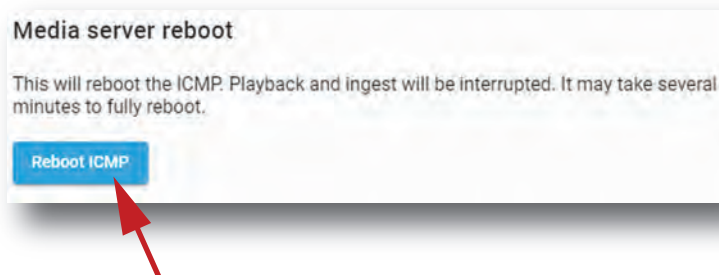 Media server reboot
This will reboot the ICMP. Playback and ingest will be interrupted. It may take several
minutes to fully reboot.
Reboot ICMP